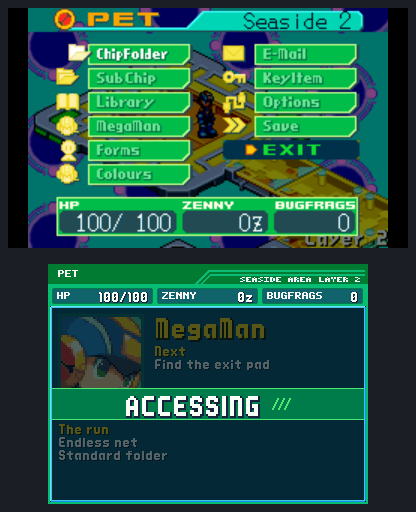 PET
Seaside 2
ChipFolder
E-Mail
SubChip
KeyItem
Library
Options
MegaMan
Save
Forms
EXIT
Colours
HP
ZENNY
BUGFRAGS
100/ 100
0z
0
Layer 2
PET
SEASIDE AREA LAYER 2
HP 100/100 ZENNY 0z BUGFRAGS 0
MegaMan
Next
Find the exit pad
ACCESSING ///
The run
Endless net
Standard folder